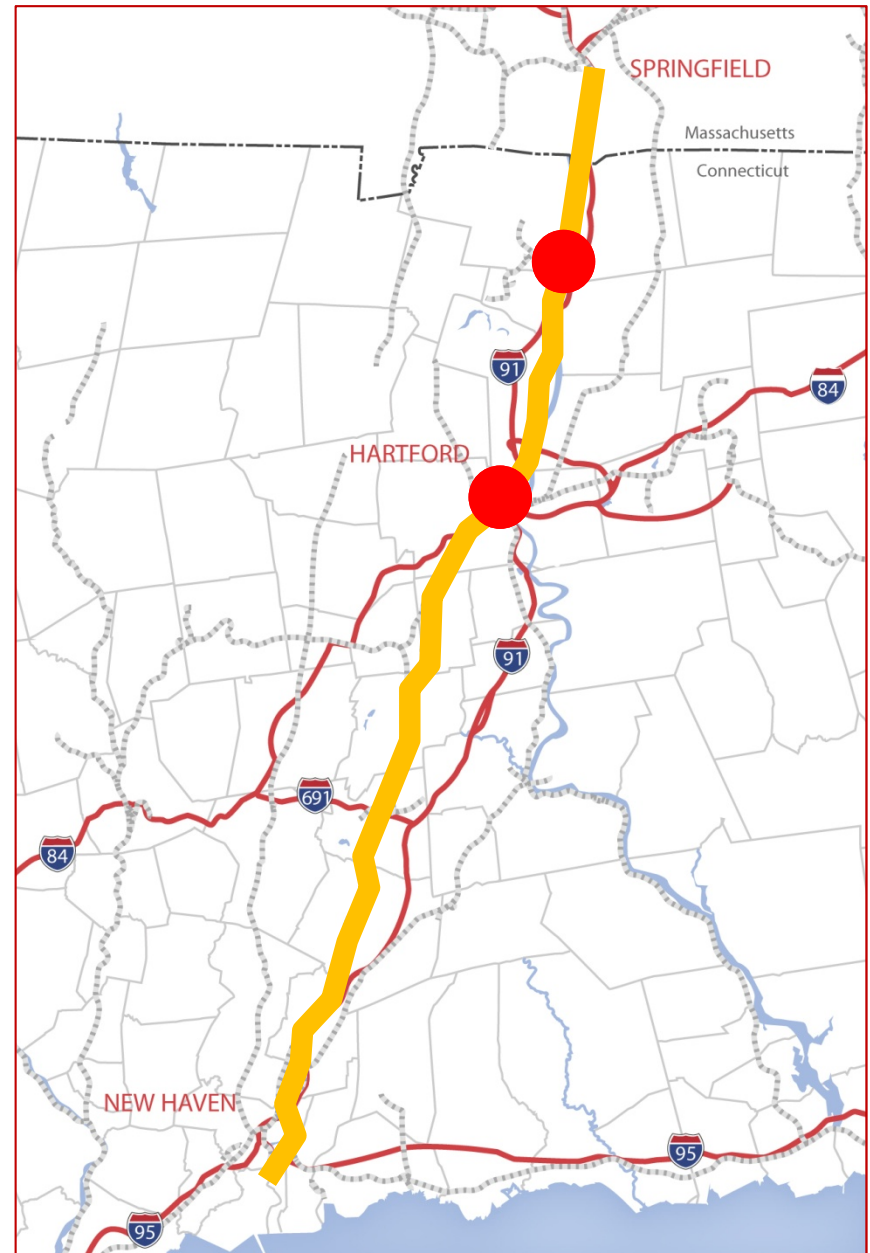 SPRINGFIELD
Massachusetts
Connecticut
91
84
HARTFORD
91
691
84
NEW HAVEN
95
95